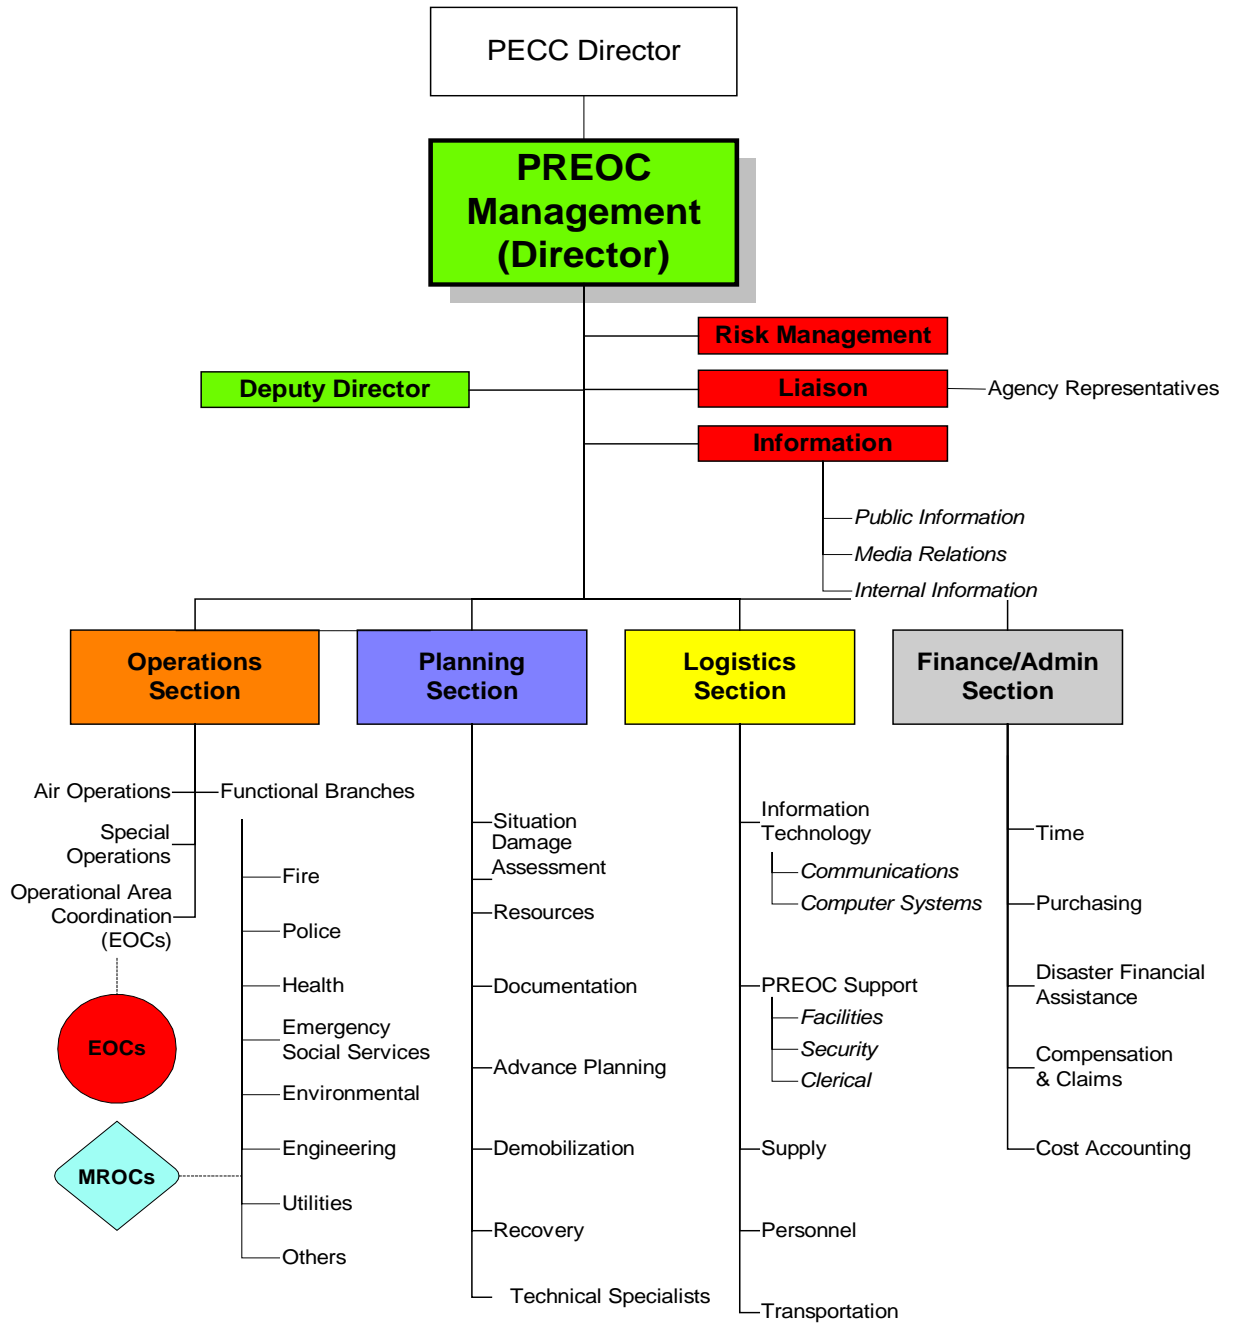 PECC Director
PREOC
Management
(Director)
Risk Management
Deputy Director
Liaison
Agency Representatives
Information
Public Information
Media Relations
Internal Information
Operations
Section
Planning
Section
Logistics
Section
Finance/Admin
Section
Air Operations
Functional Branches
Special
Operations
Operational Area
Coordination
(EOCs)
EOCs
MROCs
Fire
Police
Health
Emergency
Social Services
Environmental
Engineering
Utilities
Others
Situation
Damage
Assessment
Resources
Documentation
Advance Planning
Demobilization
Recovery
Technical Specialists
Information
Technology
Communications
Computer Systems
PREOC Support
Facilities
Security
Clerical
Supply
Personnel
Transportation
Time
Purchasing
Disaster Financial
Assistance
Compensation
& Claims
Cost Accounting